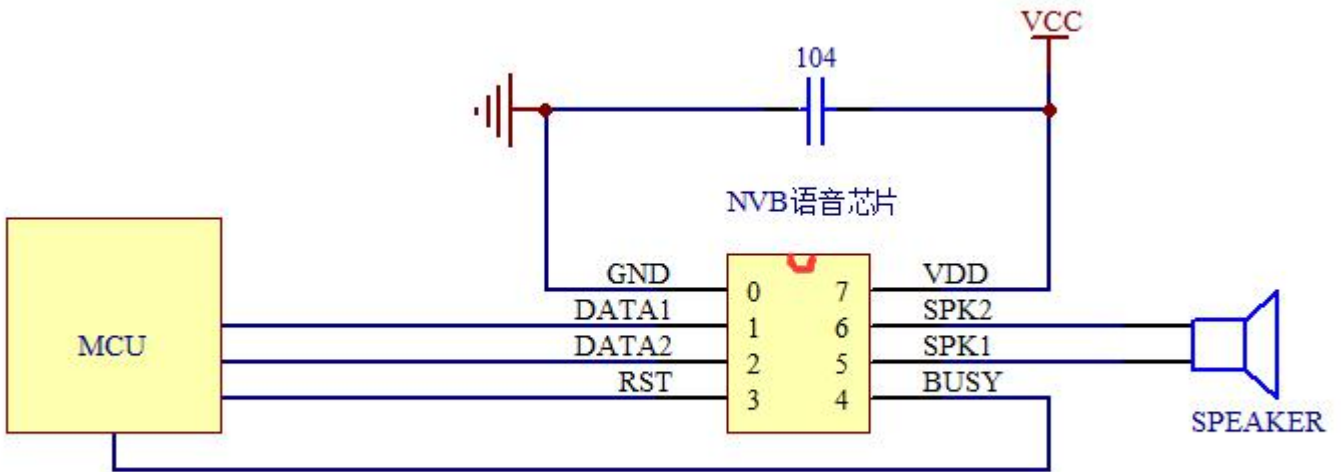 VCC
104
NVB语音芯片
GND 0 7 VDD
DATA1 1 6 SPK2
MCU
DATA2 2 5 SPK1
RST 3 4 BUSY
SPEAKER